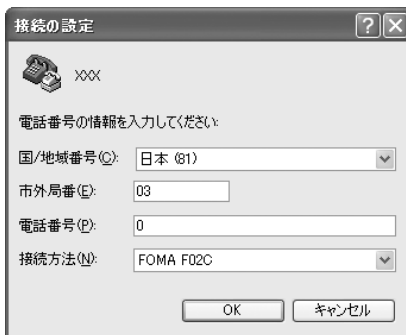 接続の設定
XXX
電話番号の情報を入力してください:
国/地域番号(C): 日本 (81)
市外局番(E): 03
電話番号(P): 0
接続方法(N): FOMA F02C
OK キャンセル